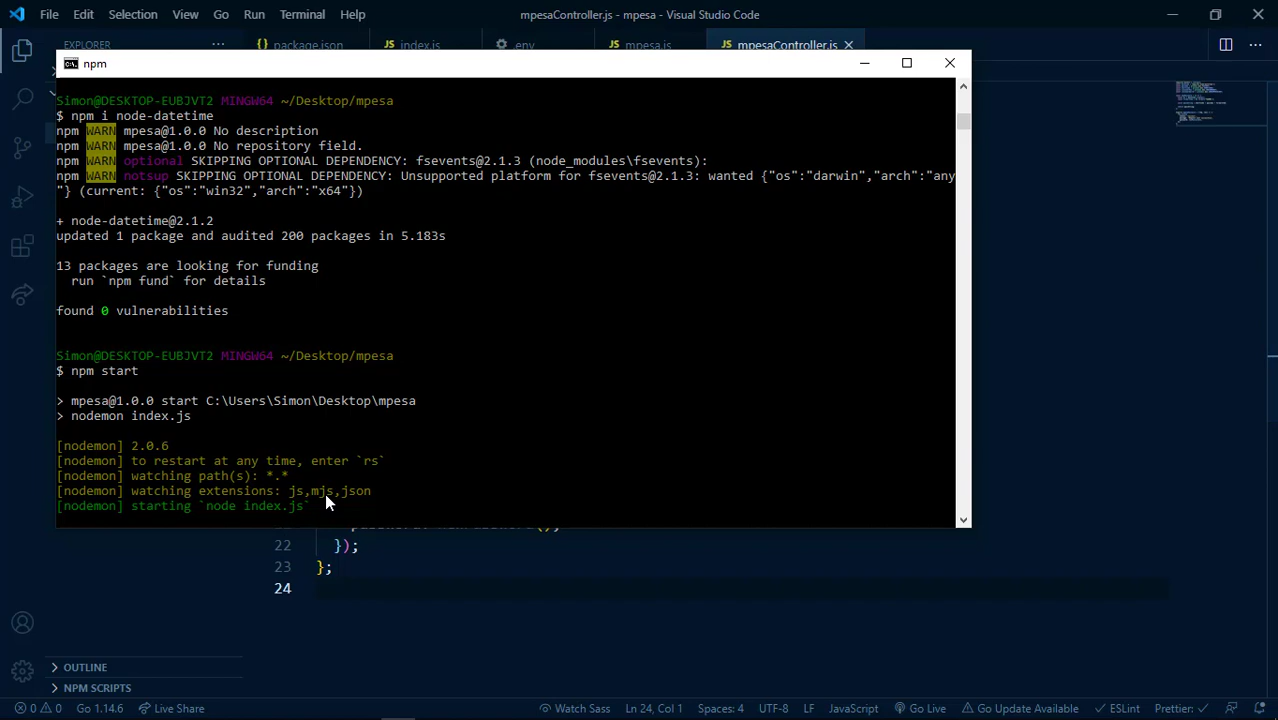 File Edit Selection View Go Run Terminal Help mpesaController.js - mpesa - Visual Studio Code
EXPLORER ··· {} package.json JS index.js .env JS mpesa.js JS mpesaController.js
npm
Simon@DESKTOP-EUBJVT2 MINGW64 ~/Desktop/mpesa
$ npm i node-datetime
npm WARN mpesa@1.0.0 No description
npm WARN mpesa@1.0.0 No repository field.
npm WARN optional SKIPPING OPTIONAL DEPENDENCY: fsevents@2.1.3 (node_modules\fsevents):
npm WARN notsup SKIPPING OPTIONAL DEPENDENCY: Unsupported platform for fsevents@2.1.3: wanted {"os":"darwin","arch":"any
"} (current: {"os":"win32","arch":"x64"})
+ node-datetime@2.1.2
updated 1 package and audited 200 packages in 5.183s
13 packages are looking for funding
run `npm fund` for details
found 0 vulnerabilities
Simon@DESKTOP-EUBJVT2 MINGW64 ~/Desktop/mpesa
$ npm start
> mpesa@1.0.0 start C:\Users\Simon\Desktop\mpesa
> nodemon index.js
[nodemon] 2.0.6
[nodemon] to restart at any time, enter `rs`
[nodemon] watching path(s): *.*
[nodemon] watching extensions: js,mjs,json
[nodemon] starting `node index.js`
22 });
23 };
24
OUTLINE
NPM SCRIPTS
0 0 Go 1.14.6 Live Share Watch Sass Ln 24, Col 1 Spaces: 4 UTF-8 LF JavaScript Go Live Go Update Available ESLint Prettier: ✓